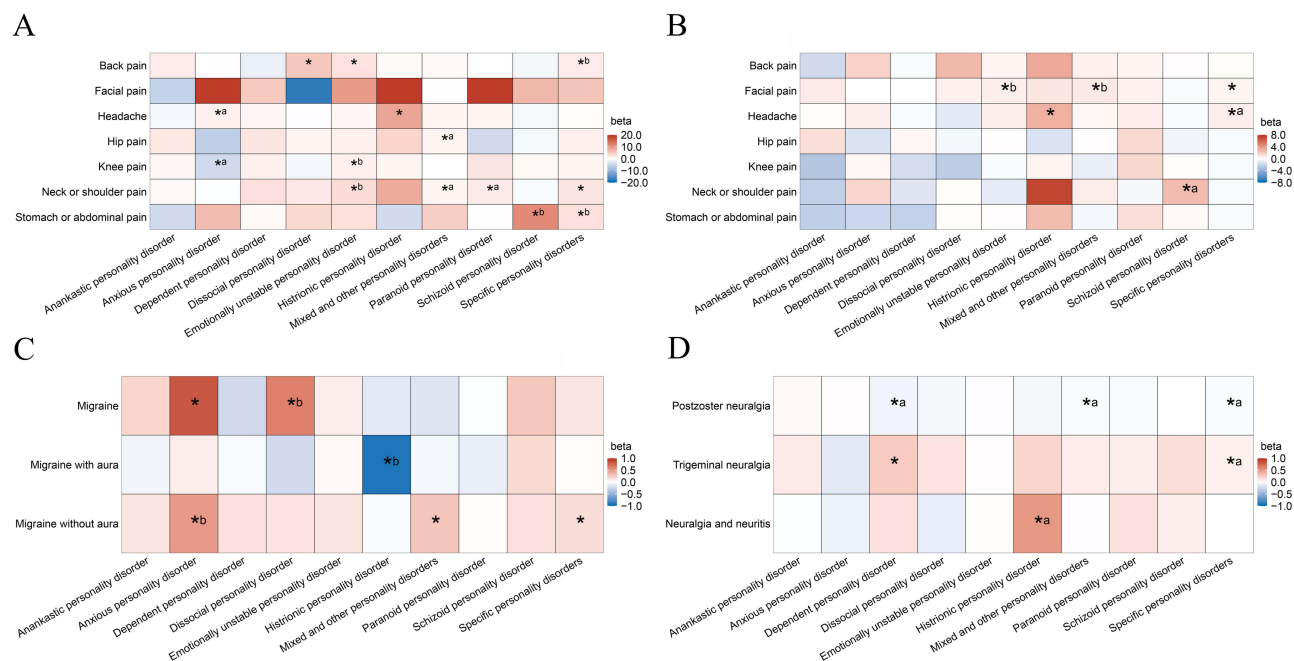 A
Back pain
Facial pain
Headache
Hip pain
Knee pain
Neck or shoulder pain
Stomach or abdominal pain
* * *b
*a *
*a
*a *b
*b *a *a *
*b *b
beta
20.0
10.0
0.0
−10.0
−20.0
Anankastic personality disorder
Anxious personality disorder
Dependent personality disorder
Dissocial personality disorder
Emotionally unstable personality disorder
Histrionic personality disorder
Mixed and other personality disorders
Paranoid personality disorder
Schizoid personality disorder
Specific personality disorders
B
Back pain
Facial pain
Headache
Hip pain
Knee pain
Neck or shoulder pain
Stomach or abdominal pain
*b *b *
* *a
*a
beta
8.0
4.0
0.0
−4.0
−8.0
Anankastic personality disorder
Anxious personality disorder
Dependent personality disorder
Dissocial personality disorder
Emotionally unstable personality disorder
Histrionic personality disorder
Mixed and other personality disorders
Paranoid personality disorder
Schizoid personality disorder
Specific personality disorders
C
Migraine
Migraine with aura
Migraine without aura
* *b
*b
*b * *
beta
1.0
0.5
0.0
−0.5
−1.0
Anankastic personality disorder
Anxious personality disorder
Dependent personality disorder
Dissocial personality disorder
Emotionally unstable personality disorder
Histrionic personality disorder
Mixed and other personality disorders
Paranoid personality disorder
Schizoid personality disorder
Specific personality disorders
D
Postzoster neuralgia
Trigeminal neuralgia
Neuralgia and neuritis
*a *a *a
* *a
*a
beta
1.0
0.5
0.0
−0.5
−1.0
Anankastic personality disorder
Anxious personality disorder
Dependent personality disorder
Dissocial personality disorder
Emotionally unstable personality disorder
Histrionic personality disorder
Mixed and other personality disorders
Paranoid personality disorder
Schizoid personality disorder
Specific personality disorders